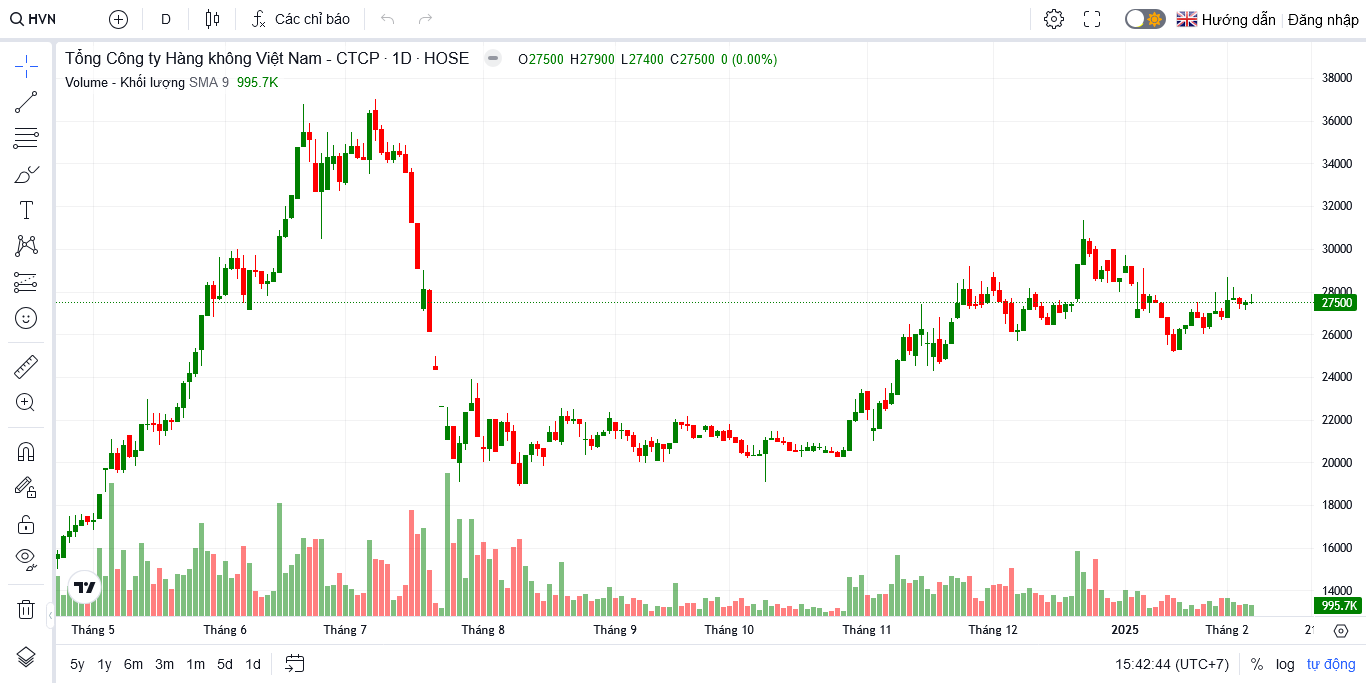 HVN D Các chỉ báo Hướng dẫn Đăng nhập
Tổng Công ty Hàng không Việt Nam - CTCP · 1D · HOSE O27500 H27900 L27400 C27500 0 (0.00%)
Volume - Khối lượng SMA 9 995.7K
38000
36000
34000
32000
30000
28000
27500
26000
24000
22000
20000
18000
16000
14000
995.7K
Tháng 5 Tháng 6 Tháng 7 Tháng 8 Tháng 9 Tháng 10 Tháng 11 Tháng 12 2025 Tháng 2 21
5y 1y 6m 3m 1m 5d 1d 15:42:44 (UTC+7) % log tự động